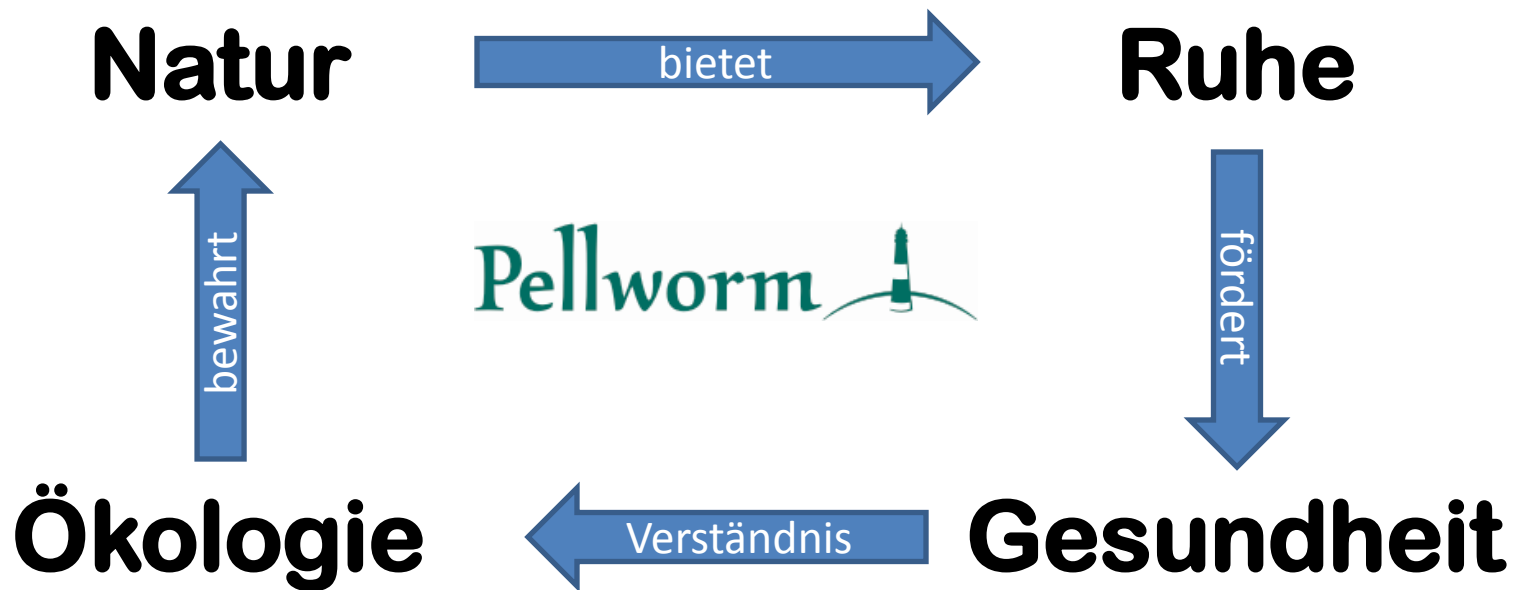 Natur
bietet
Ruhe
bewahrt
Pellworm
fördert
Ökologie
Verständnis
Gesundheit